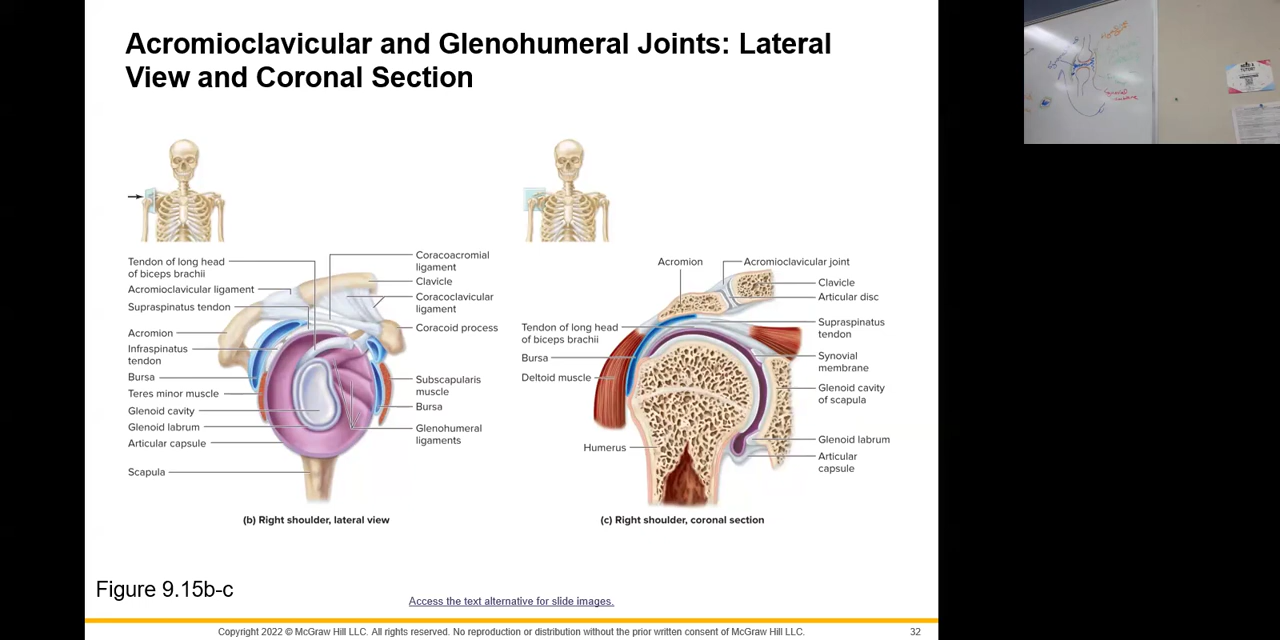 Acromioclavicular and Glenohumeral Joints: Lateral
View and Coronal Section
Tendon of long head
of biceps brachii
Acromioclavicular ligament
Supraspinatus tendon
Acromion
Infraspinatus
tendon
Bursa
Teres minor muscle
Glenoid cavity
Glenoid labrum
Articular capsule
Scapula
Coracoacromial
ligament
Clavicle
Coracoclavicular
ligament
Coracoid process
Subscapularis
muscle
Bursa
Glenohumeral
ligaments
(b) Right shoulder, lateral view
Acromion
Acromioclavicular joint
Clavicle
Articular disc
Tendon of long head
of biceps brachii
Bursa
Deltoid muscle
Humerus
Supraspinatus
tendon
Synovial
membrane
Glenoid cavity
of scapula
Glenoid labrum
Articular
capsule
(c) Right shoulder, coronal section
Figure 9.15b-c
Access the text alternative for slide images.
Copyright 2022 © McGraw Hill LLC. All rights reserved. No reproduction or distribution without the prior written consent of McGraw Hill LLC.
32